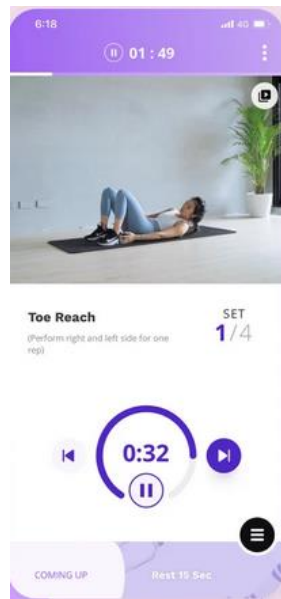 6:18
4G
01 : 49
Toe Reach
SET
1/4
(Perform right and left side for one
rep)
0:32
COMING UP
Rest 15 Sec